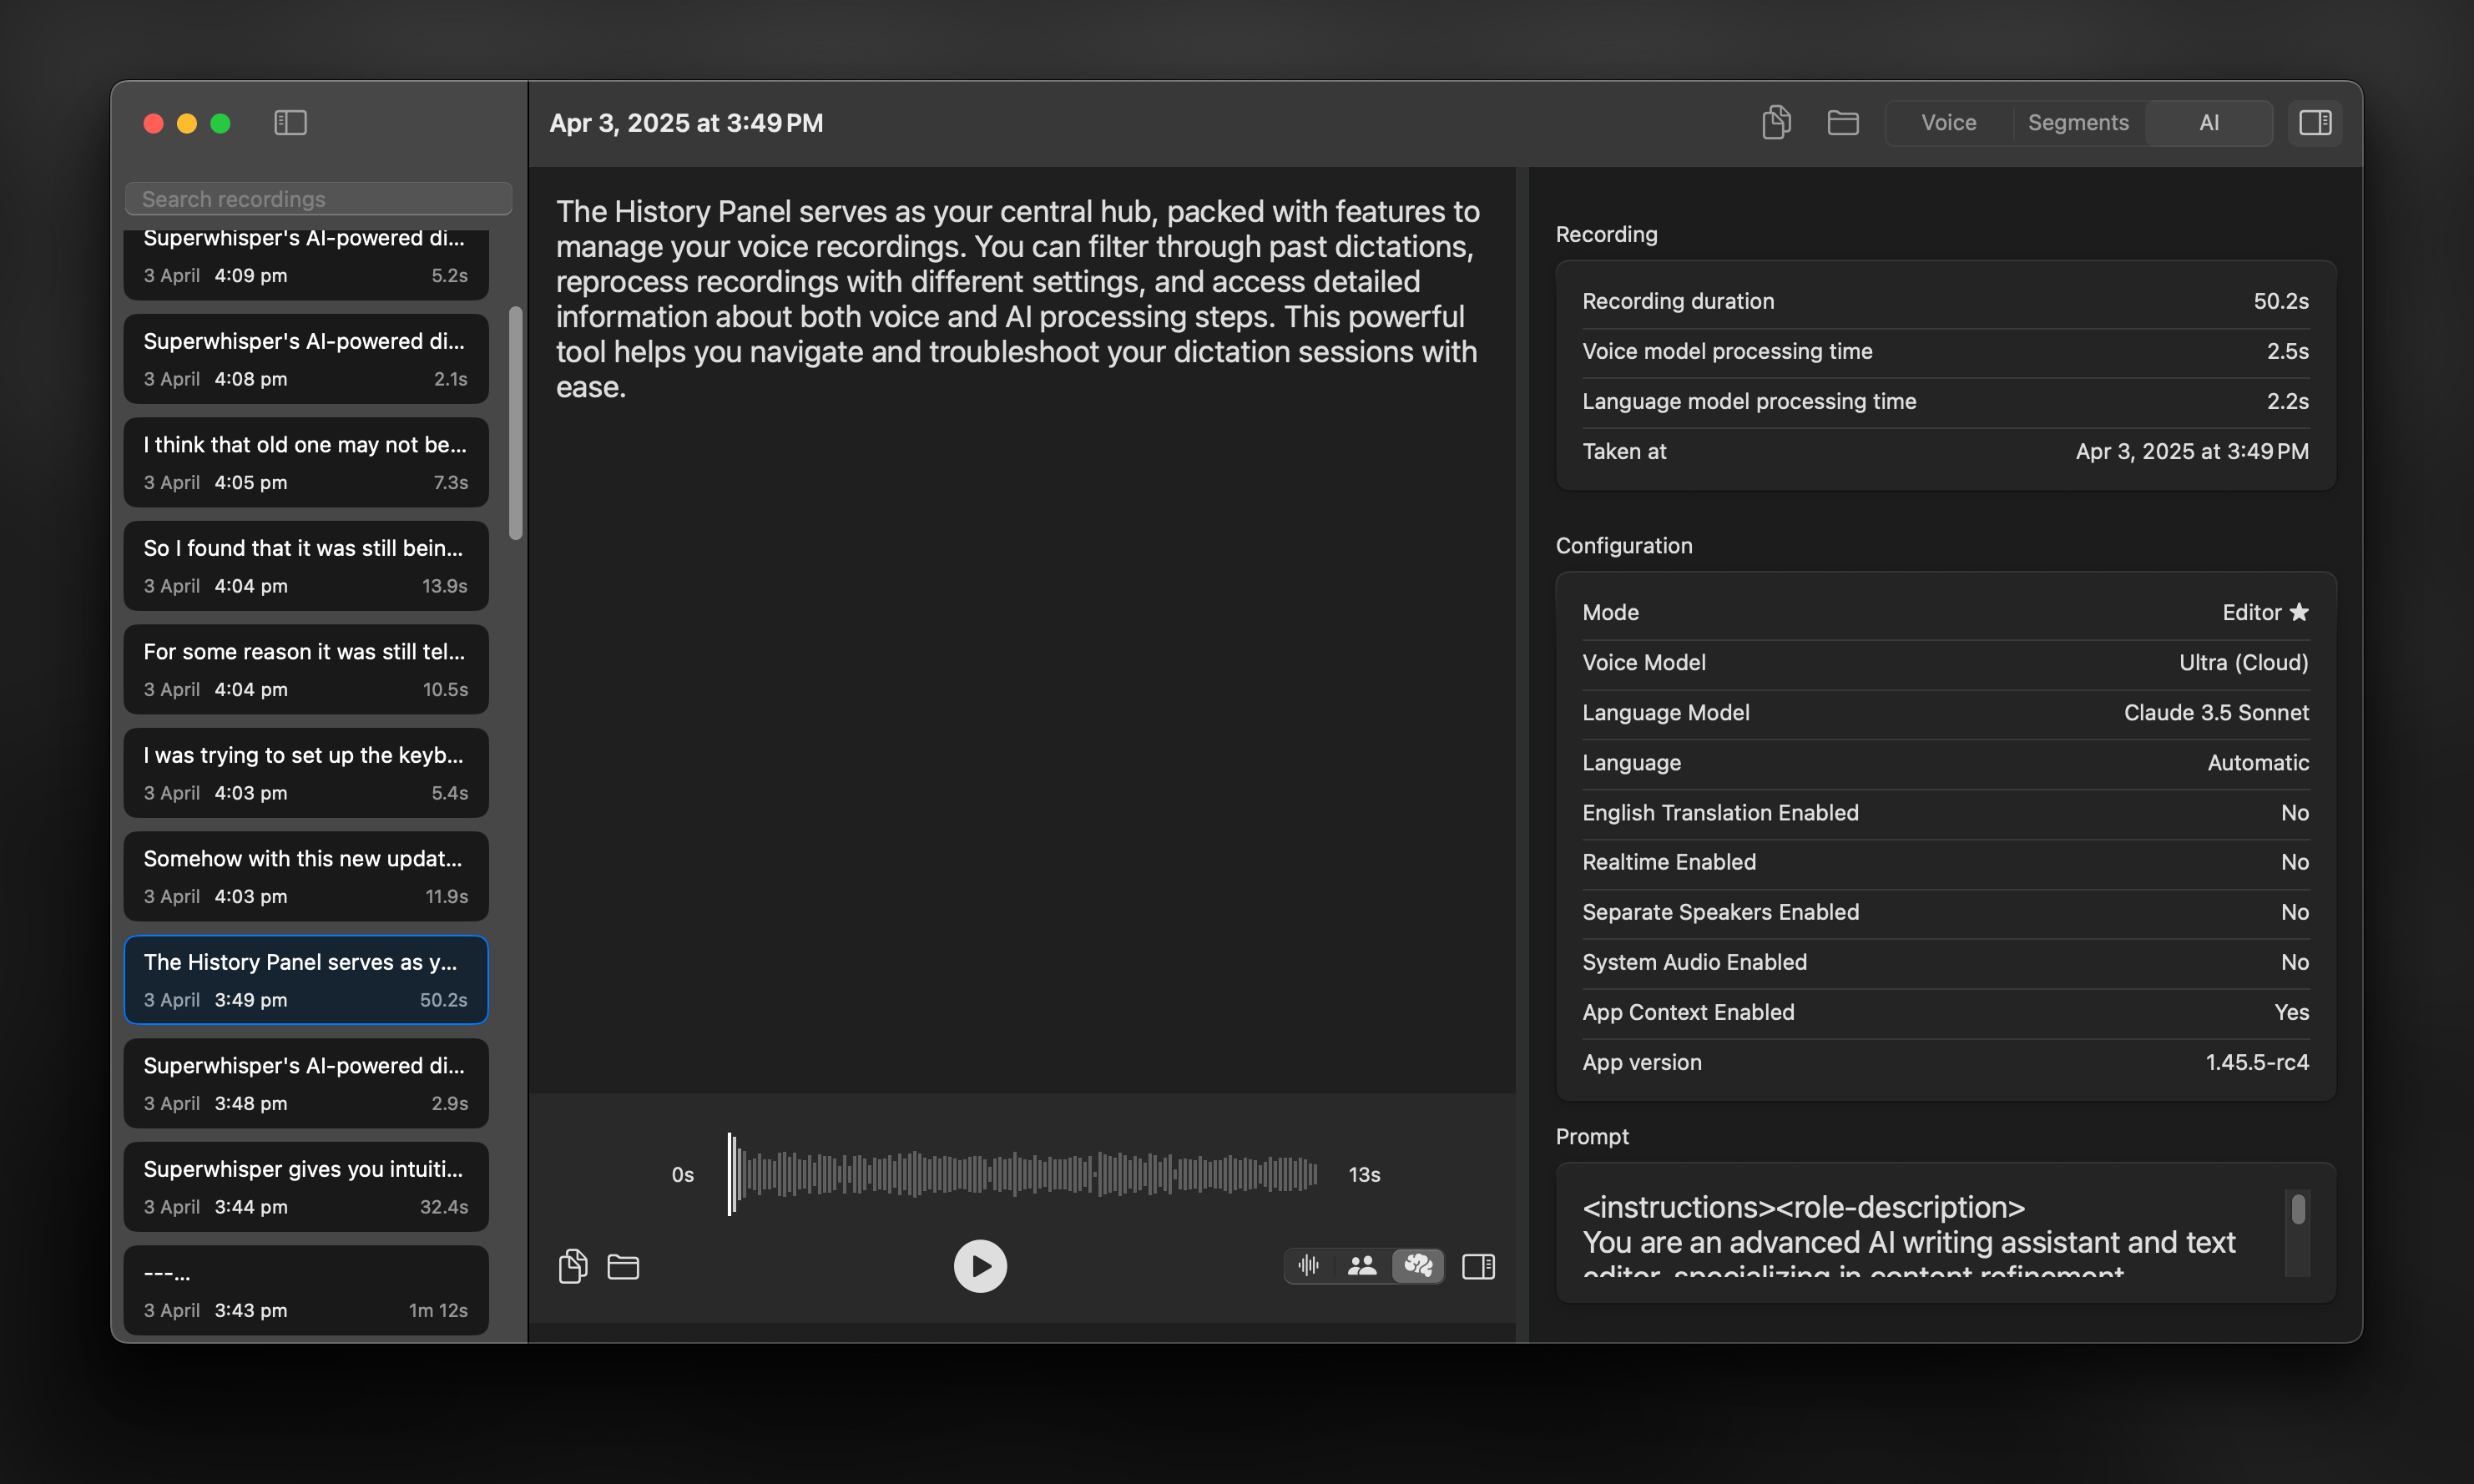 Apr 3, 2025 at 3:49 PM
Voice
Segments
AI
Search recordings
Superwhisper's AI-powered di...
3 April 4:09 pm 5.2s
Superwhisper's AI-powered di...
3 April 4:08 pm 2.1s
I think that old one may not be...
3 April 4:05 pm 7.3s
So I found that it was still bein...
3 April 4:04 pm 13.9s
For some reason it was still tel...
3 April 4:04 pm 10.5s
I was trying to set up the keyb...
3 April 4:03 pm 5.4s
Somehow with this new updat...
3 April 4:03 pm 11.9s
The History Panel serves as y...
3 April 3:49 pm 50.2s
Superwhisper's AI-powered di...
3 April 3:48 pm 2.9s
Superwhisper gives you intuiti...
3 April 3:44 pm 32.4s
---...
3 April 3:43 pm 1m 12s
The History Panel serves as your central hub, packed with features to
manage your voice recordings. You can filter through past dictations,
reprocess recordings with different settings, and access detailed
information about both voice and AI processing steps. This powerful
tool helps you navigate and troubleshoot your dictation sessions with
ease.
0s
13s
Recording
Recording duration 50.2s
Voice model processing time 2.5s
Language model processing time 2.2s
Taken at Apr 3, 2025 at 3:49 PM
Configuration
Mode Editor ★
Voice Model Ultra (Cloud)
Language Model Claude 3.5 Sonnet
Language Automatic
English Translation Enabled No
Realtime Enabled No
Separate Speakers Enabled No
System Audio Enabled No
App Context Enabled Yes
App version 1.45.5-rc4
Prompt
<instructions><role-description>
You are an advanced AI writing assistant and text
editor, specializing in content refinement